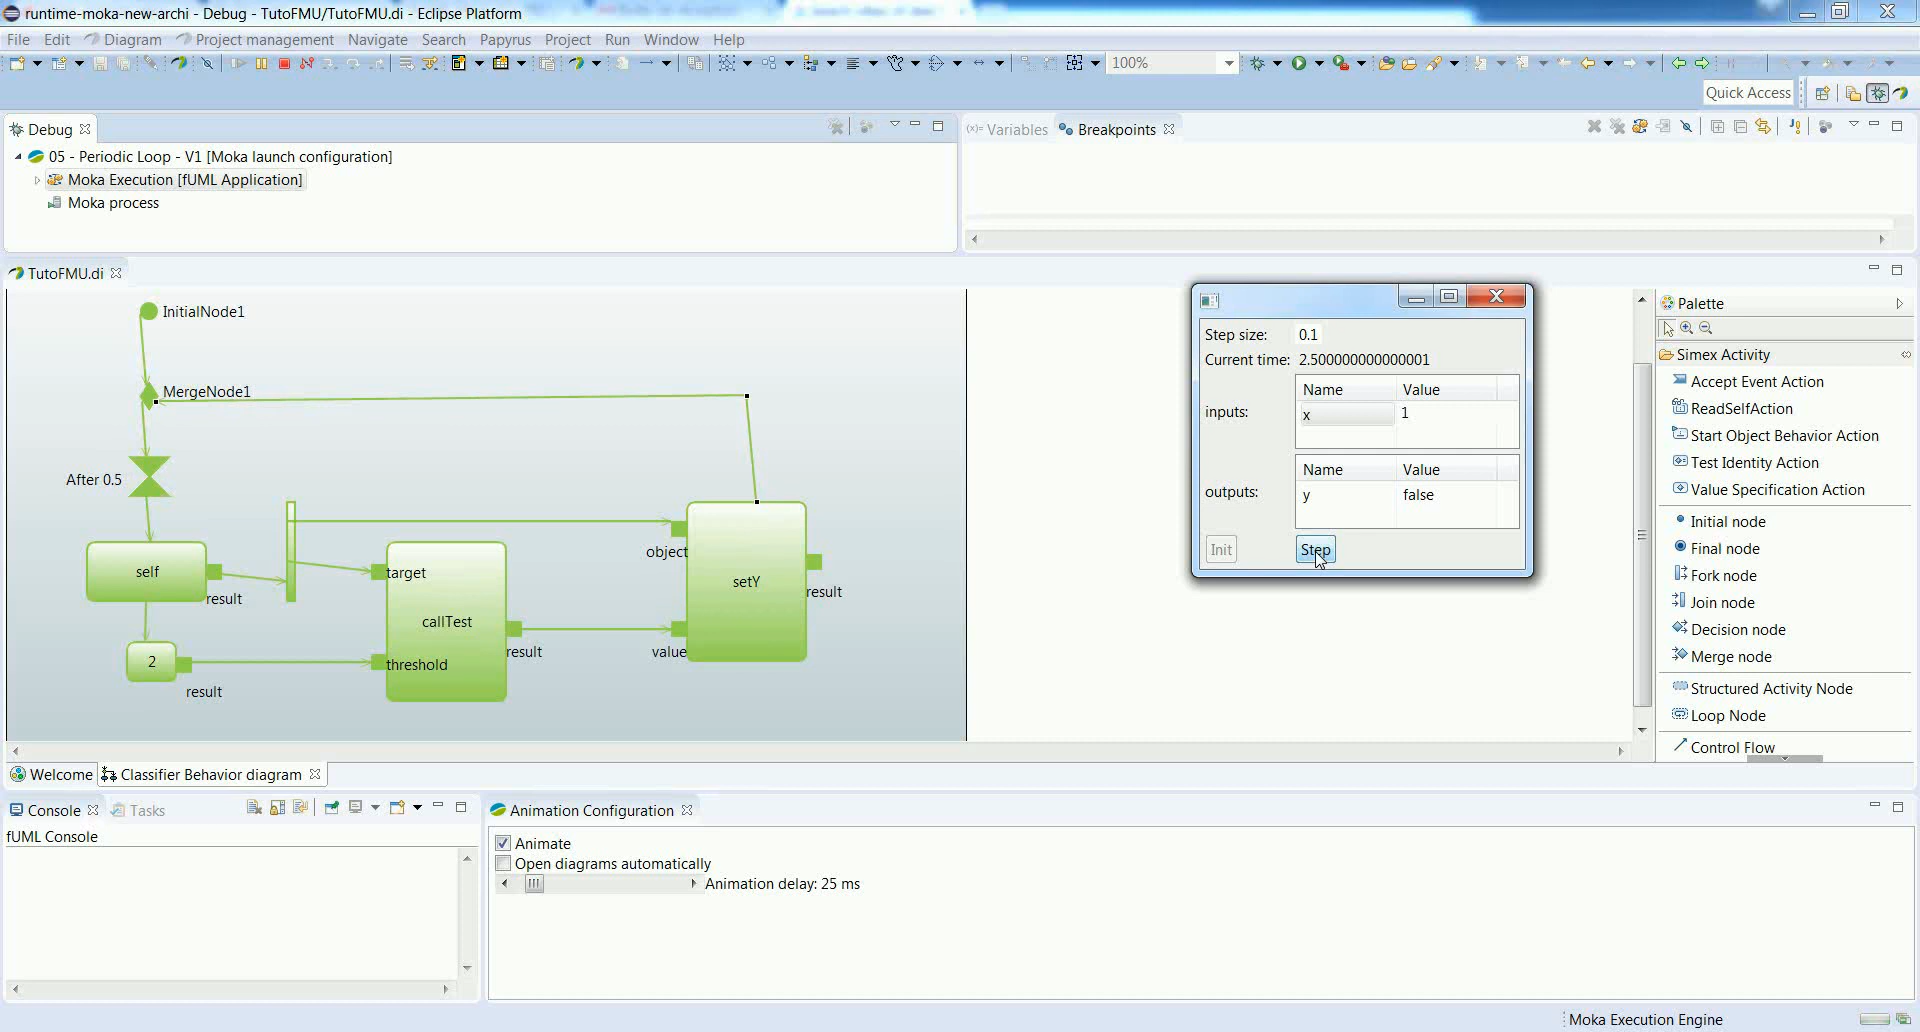 runtime-moka-new-archi - Debug - TutoFMU/TutoFMU.di - Eclipse Platform
File Edit Diagram Project management Navigate Search Papyrus Project Run Window Help
100%
Quick Access
Debug
05 - Periodic Loop - V1 [Moka launch configuration]
Moka Execution [fUML Application]
Moka process
(x)= Variables Breakpoints
TutoFMU.di
InitialNode1
MergeNode1
After 0.5
self
result
2
result
target
callTest
threshold
result
object
setY
value
result
Step size: 0.1
Current time: 2.500000000000001
inputs:
Name Value
x 1
outputs:
Name Value
y false
Init Step
Palette
Simex Activity
Accept Event Action
ReadSelfAction
Start Object Behavior Action
Test Identity Action
Value Specification Action
Initial node
Final node
Fork node
Join node
Decision node
Merge node
Structured Activity Node
Loop Node
Control Flow
Welcome Classifier Behavior diagram
Console Tasks
fUML Console
Animation Configuration
Animate
Open diagrams automatically
Animation delay: 25 ms
Moka Execution Engine